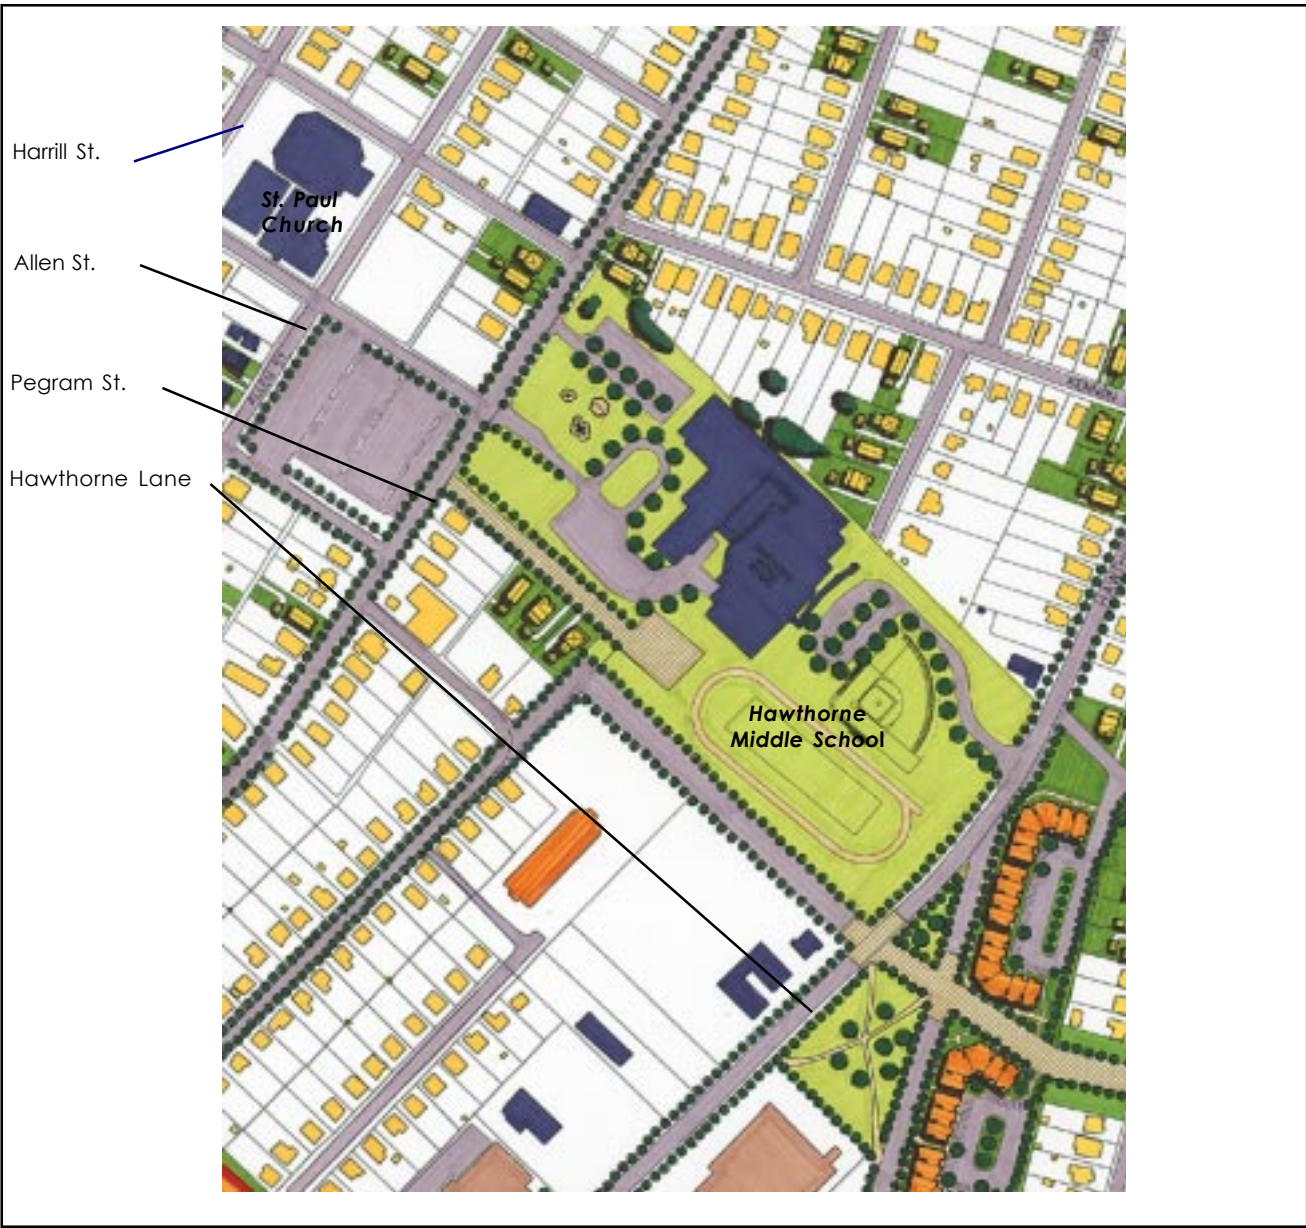 Harrill St.
St. Paul
Church
Allen St.
Pegram St.
Hawthorne Lane
Hawthorne
Middle School